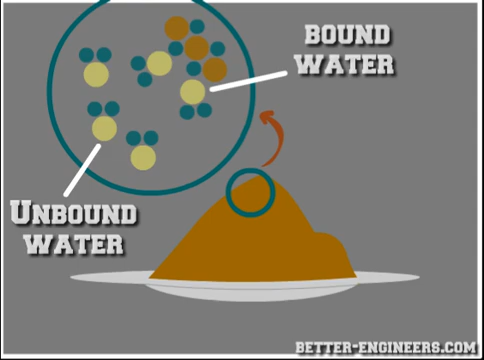 BOUND
WATER
UNBOUND
WATER
BETTER-ENGINEERS.COM